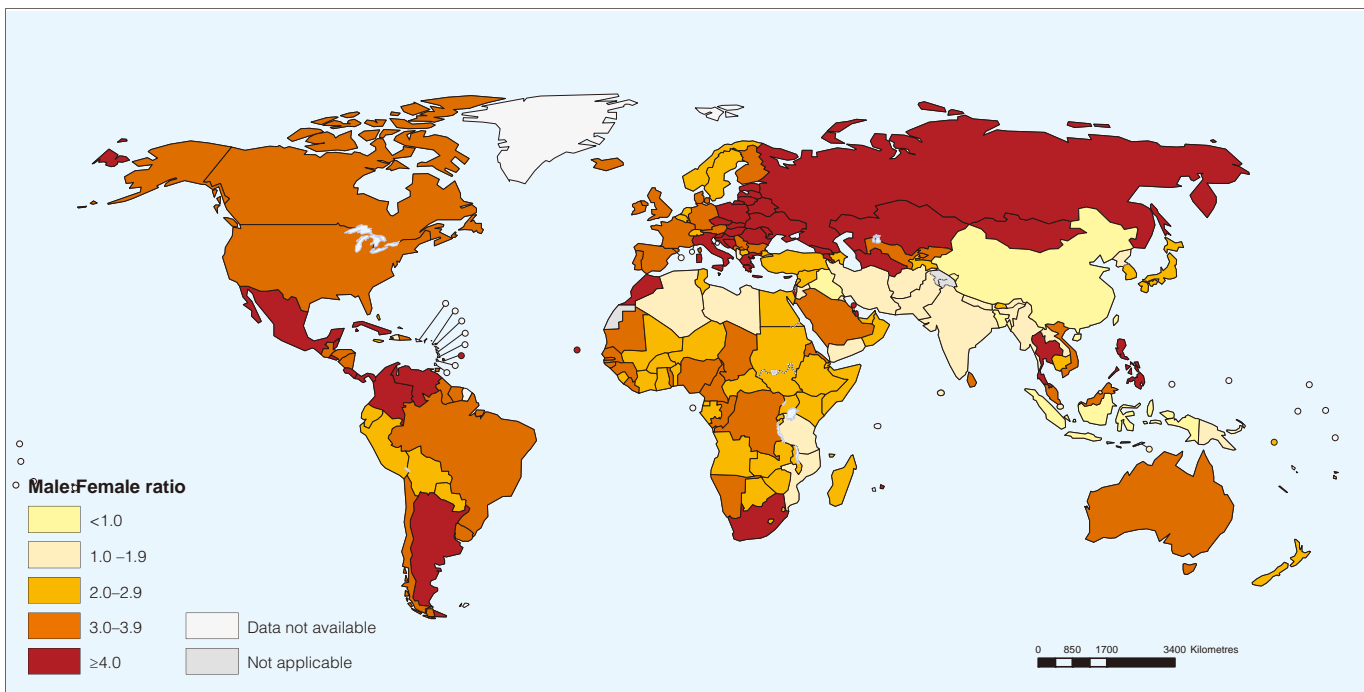 Male:Female ratio
<1.0
1.0 –1.9
2.0–2.9
3.0–3.9
≥4.0
Data not available
Not applicable
0 850 1700 3400 Kilometres